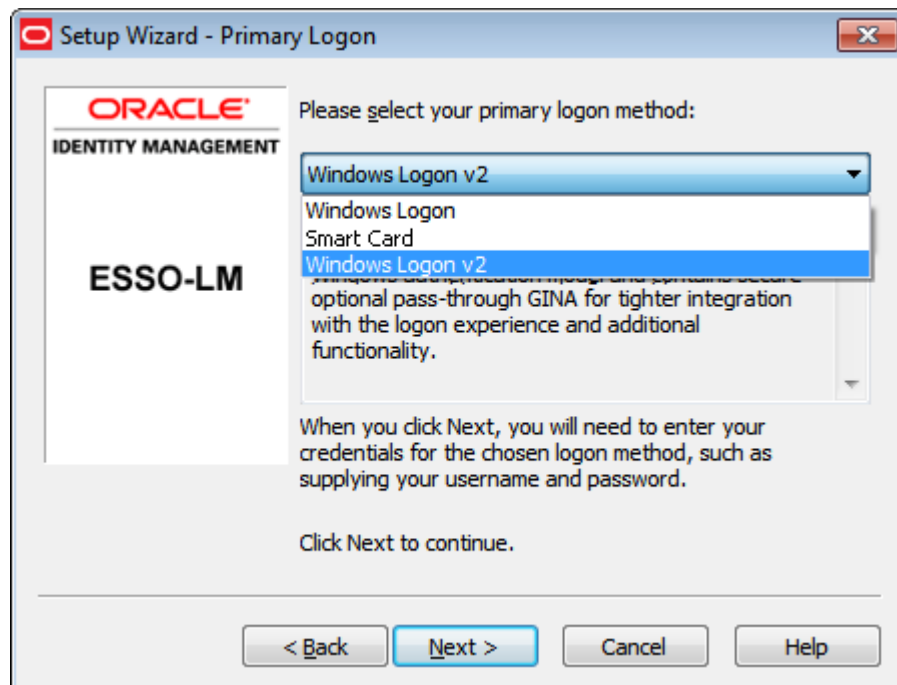 Setup Wizard - Primary Logon
ORACLE
IDENTITY MANAGEMENT
ESSO-LM
Please select your primary logon method:
Windows Logon v2
Windows Logon
Smart Card
Windows Logon v2
optional pass-through GINA for tighter integration
with the logon experience and additional
functionality.
When you click Next, you will need to enter your
credentials for the chosen logon method, such as
supplying your username and password.
Click Next to continue.
< Back
Next >
Cancel
Help